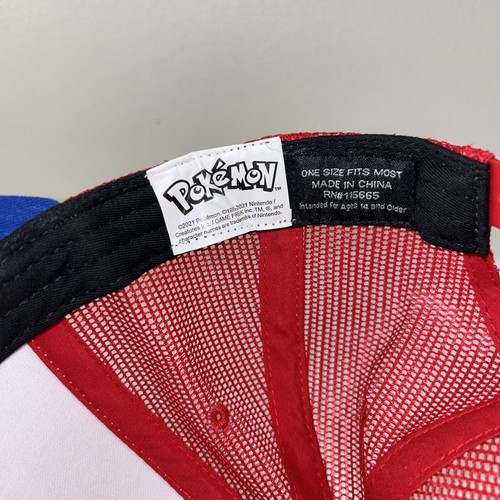 POKéMON™
©2021 Pokémon. ©1995-2021 Nintendo /
Creatures Inc. / GAME FREAK inc. TM, ®, and
character names are trademarks of Nintendo.
ONE SIZE FITS MOST
MADE IN CHINA
RN#115665
Intended For Ages 14 and Older